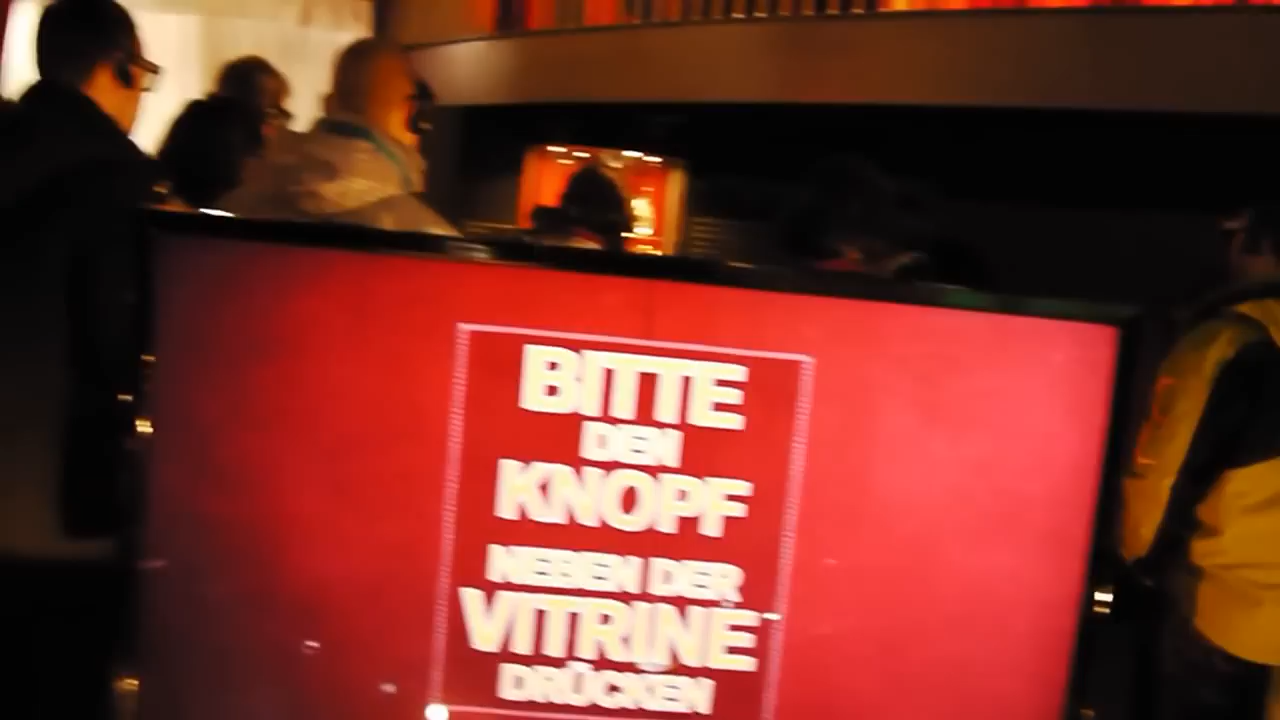 BITTE
DEN
KNOPF
NEBEN DER
VITRINE
DRÜCKEN